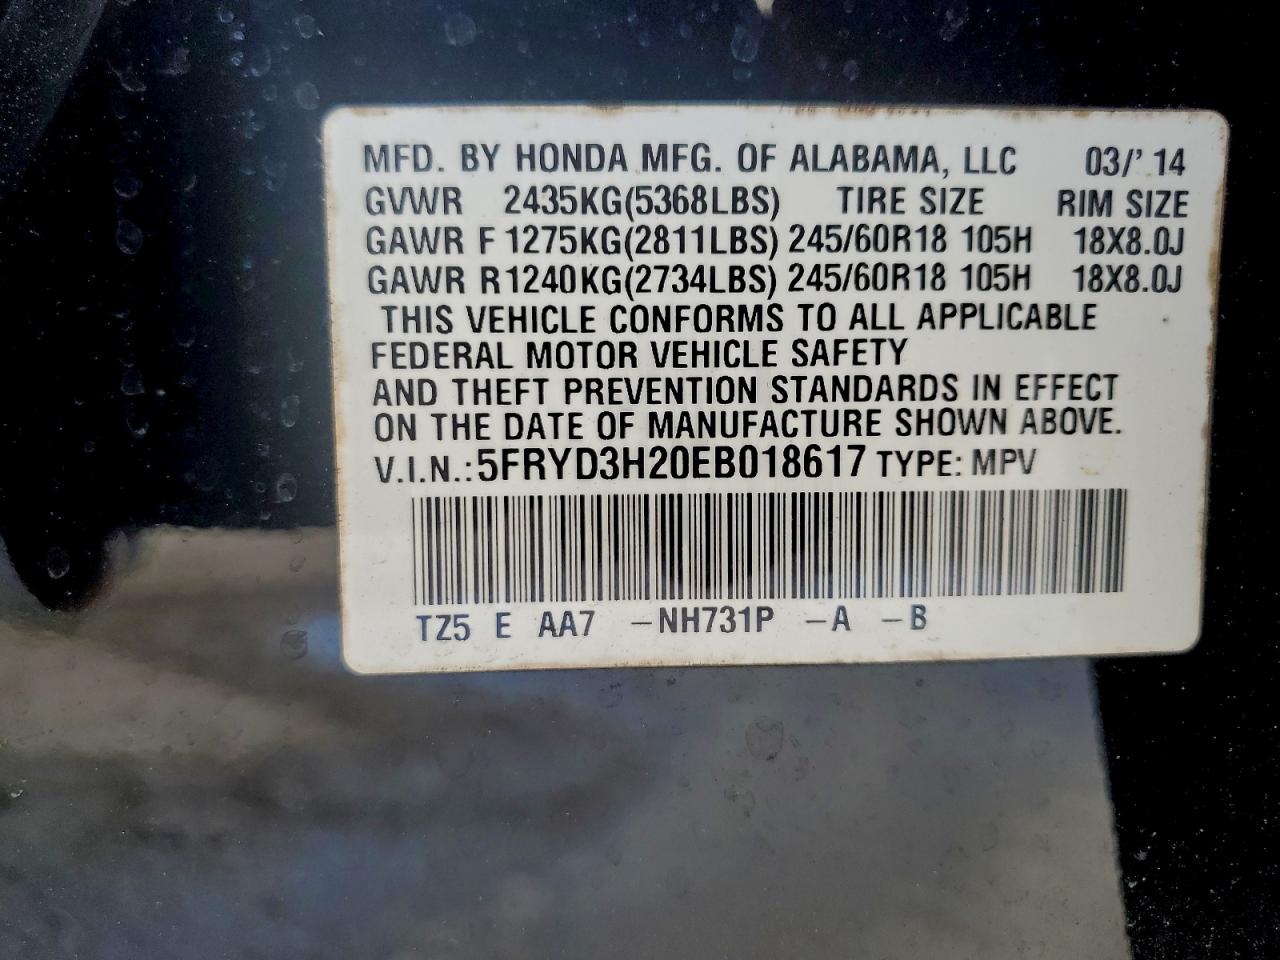 MFD. BY HONDA MFG. OF ALABAMA, LLC 03/' 14
GVWR 2435KG(5368LBS) TIRE SIZE RIM SIZE
GAWR F 1275KG(2811LBS) 245/60R18 105H 18X8.0J
GAWR R 1240KG(2734LBS) 245/60R18 105H 18X8.0J
THIS VEHICLE CONFORMS TO ALL APPLICABLE
FEDERAL MOTOR VEHICLE SAFETY
AND THEFT PREVENTION STANDARDS IN EFFECT
ON THE DATE OF MANUFACTURE SHOWN ABOVE.
V.I.N.: 5FRYD3H20EB018617 TYPE: MPV
TZ5 E AA7 -NH731P -A -B